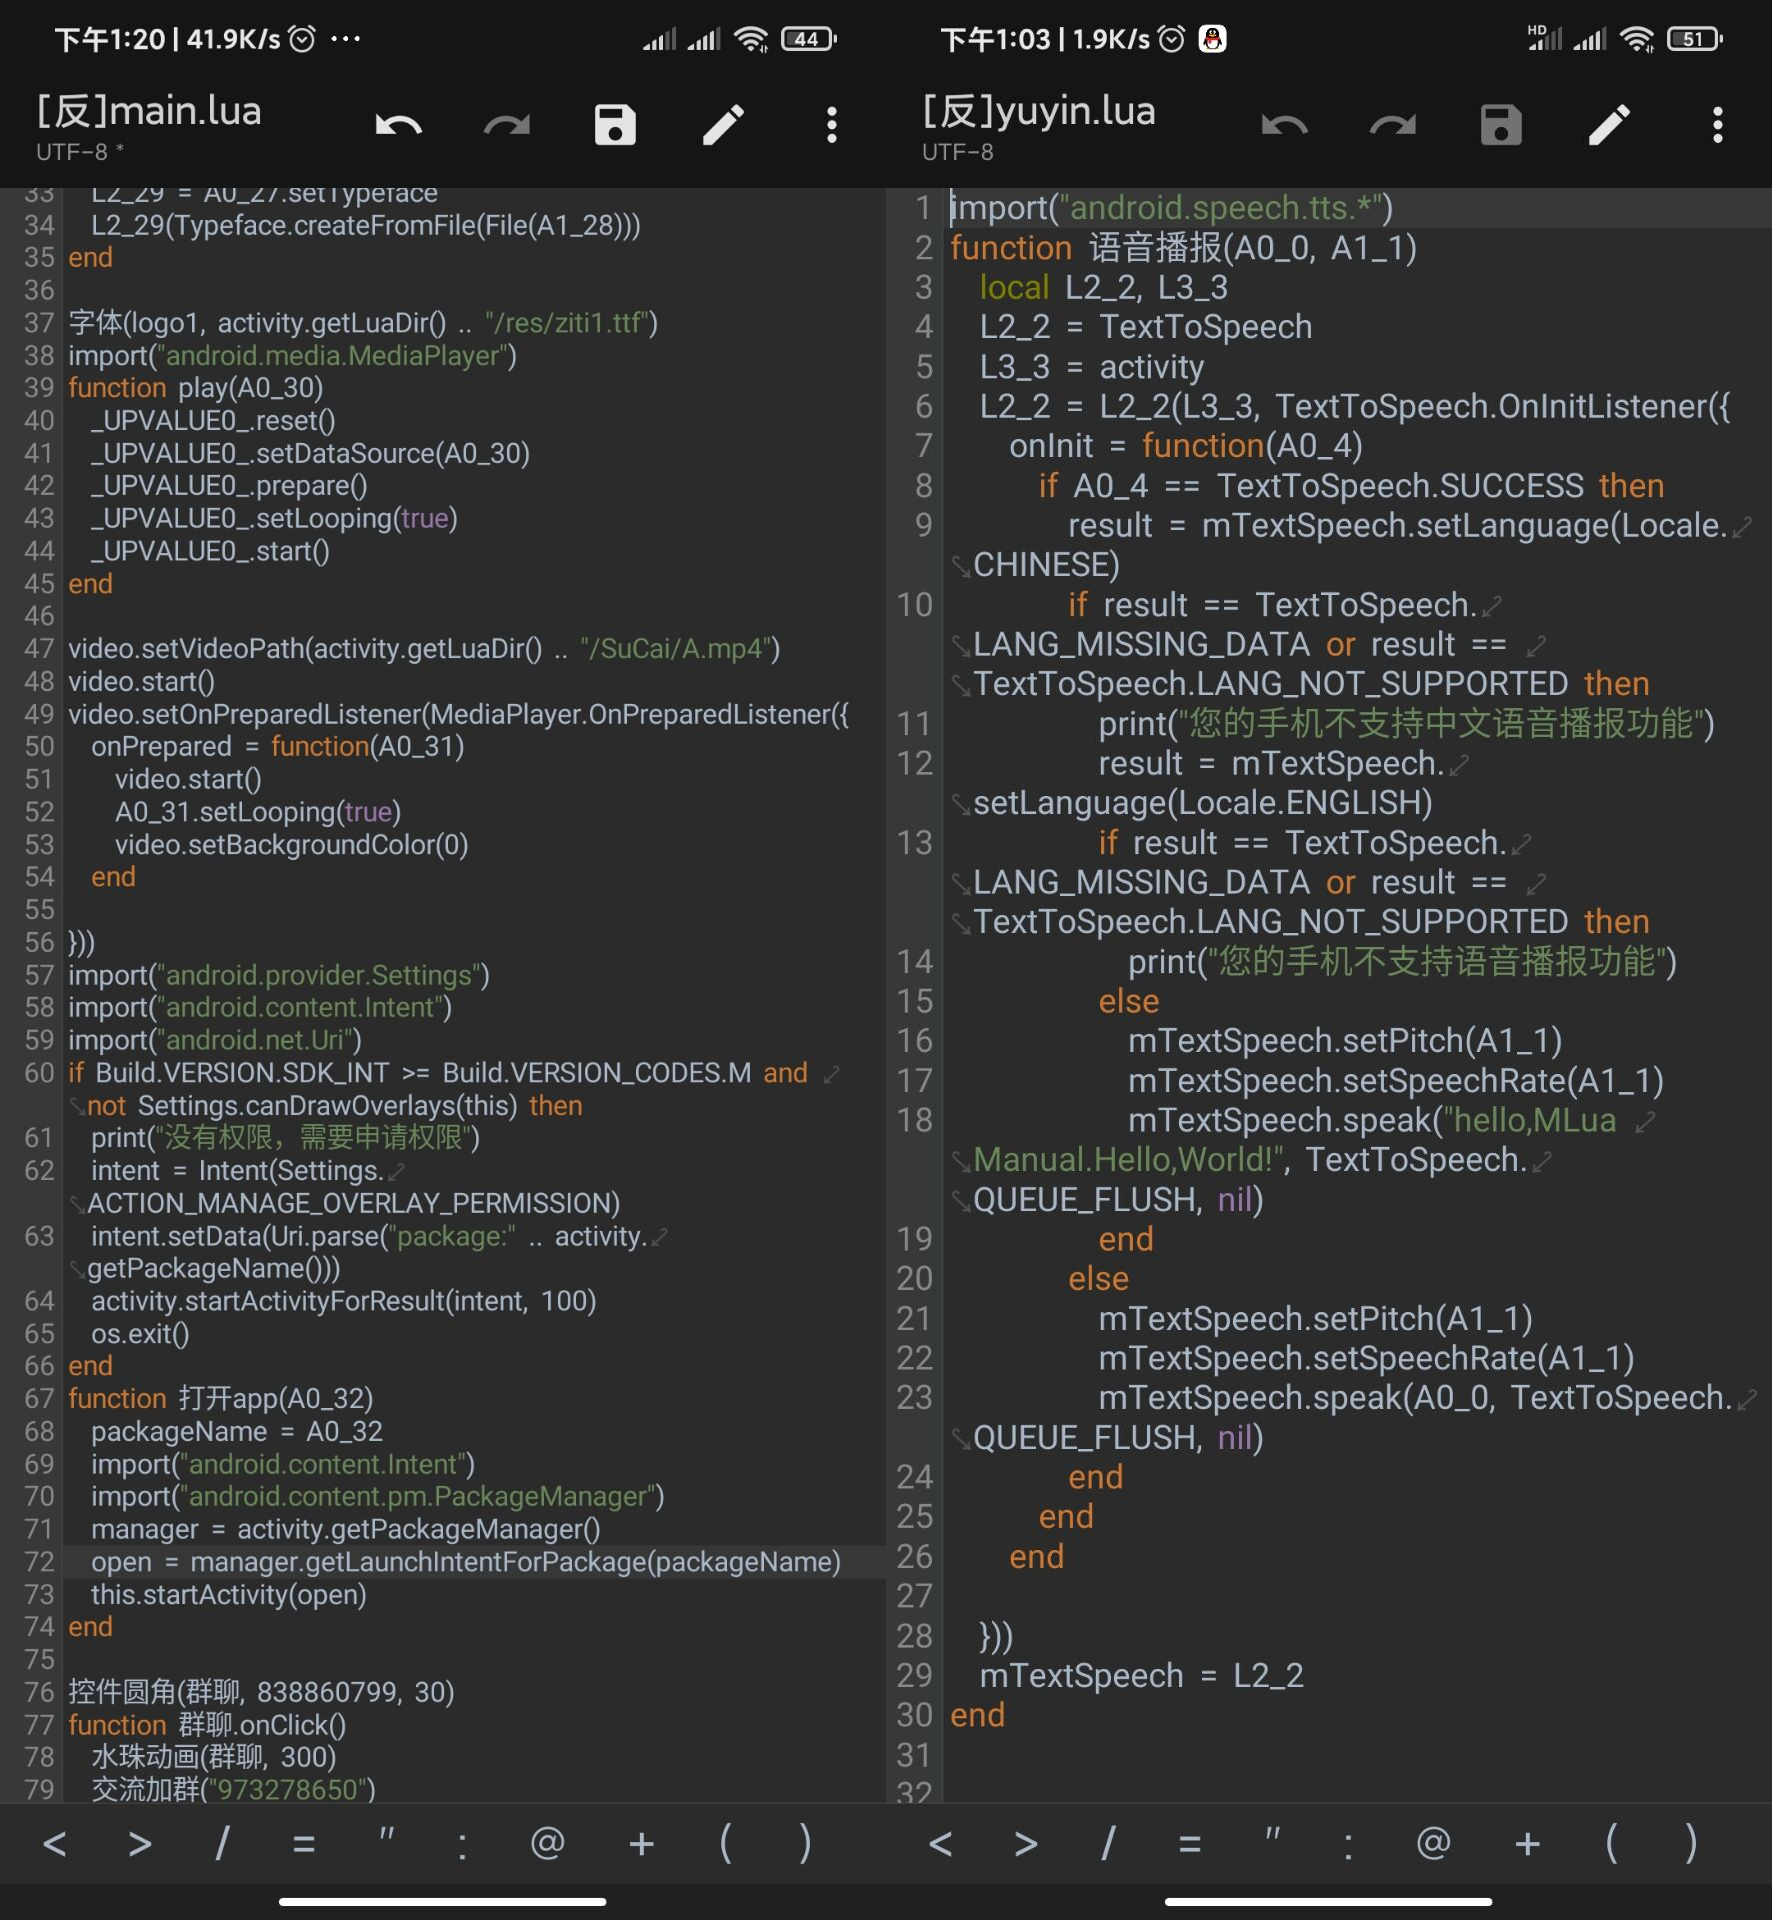 下午1:20 | 41.9K/s ... 44
[反]main.lua
UTF-8 *
33 L2_29 = A0_27.setTypeface
34 L2_29(Typeface.createFromFile(File(A1_28)))
35 end
36
37 字体(logo1, activity.getLuaDir() .. "/res/ziti1.ttf")
38 import("android.media.MediaPlayer")
39 function play(A0_30)
40 _UPVALUE0_.reset()
41 _UPVALUE0_.setDataSource(A0_30)
42 _UPVALUE0_.prepare()
43 _UPVALUE0_.setLooping(true)
44 _UPVALUE0_.start()
45 end
46
47 video.setVideoPath(activity.getLuaDir() .. "/SuCai/A.mp4")
48 video.start()
49 video.setOnPreparedListener(MediaPlayer.OnPreparedListener({
50 onPrepared = function(A0_31)
51 video.start()
52 A0_31.setLooping(true)
53 video.setBackgroundColor(0)
54 end
55
56 }))
57 import("android.provider.Settings")
58 import("android.content.Intent")
59 import("android.net.Uri")
60 if Build.VERSION.SDK_INT >= Build.VERSION_CODES.M and
not Settings.canDrawOverlays(this) then
61 print("没有权限，需要申请权限")
62 intent = Intent(Settings.
ACTION_MANAGE_OVERLAY_PERMISSION)
63 intent.setData(Uri.parse("package:" .. activity.
getPackageName()))
64 activity.startActivityForResult(intent, 100)
65 os.exit()
66 end
67 function 打开app(A0_32)
68 packageName = A0_32
69 import("android.content.Intent")
70 import("android.content.pm.PackageManager")
71 manager = activity.getPackageManager()
72 open = manager.getLaunchIntentForPackage(packageName)
73 this.startActivity(open)
74 end
75
76 控件圆角(群聊, 838860799, 30)
77 function 群聊.onClick()
78 水珠动画(群聊, 300)
79 交流加群("973278650")
< > / = " : @ + ( )
下午1:03 | 1.9K/s HD 51
[反]yuyin.lua
UTF-8
1 import("android.speech.tts.*")
2 function 语音播报(A0_0, A1_1)
3 local L2_2, L3_3
4 L2_2 = TextToSpeech
5 L3_3 = activity
6 L2_2 = L2_2(L3_3, TextToSpeech.OnInitListener({
7 onInit = function(A0_4)
8 if A0_4 == TextToSpeech.SUCCESS then
9 result = mTextSpeech.setLanguage(Locale.
CHINESE)
10 if result == TextToSpeech.
LANG_MISSING_DATA or result ==
TextToSpeech.LANG_NOT_SUPPORTED then
11 print("您的手机不支持中文语音播报功能")
12 result = mTextSpeech.
setLanguage(Locale.ENGLISH)
13 if result == TextToSpeech.
LANG_MISSING_DATA or result ==
TextToSpeech.LANG_NOT_SUPPORTED then
14 print("您的手机不支持语音播报功能")
15 else
16 mTextSpeech.setPitch(A1_1)
17 mTextSpeech.setSpeechRate(A1_1)
18 mTextSpeech.speak("hello,MLua
Manual.Hello,World!", TextToSpeech.
QUEUE_FLUSH, nil)
19 end
20 else
21 mTextSpeech.setPitch(A1_1)
22 mTextSpeech.setSpeechRate(A1_1)
23 mTextSpeech.speak(A0_0, TextToSpeech.
QUEUE_FLUSH, nil)
24 end
25 end
26 end
27
28 }))
29 mTextSpeech = L2_2
30 end
31
32
< > / = " : @ + ( )